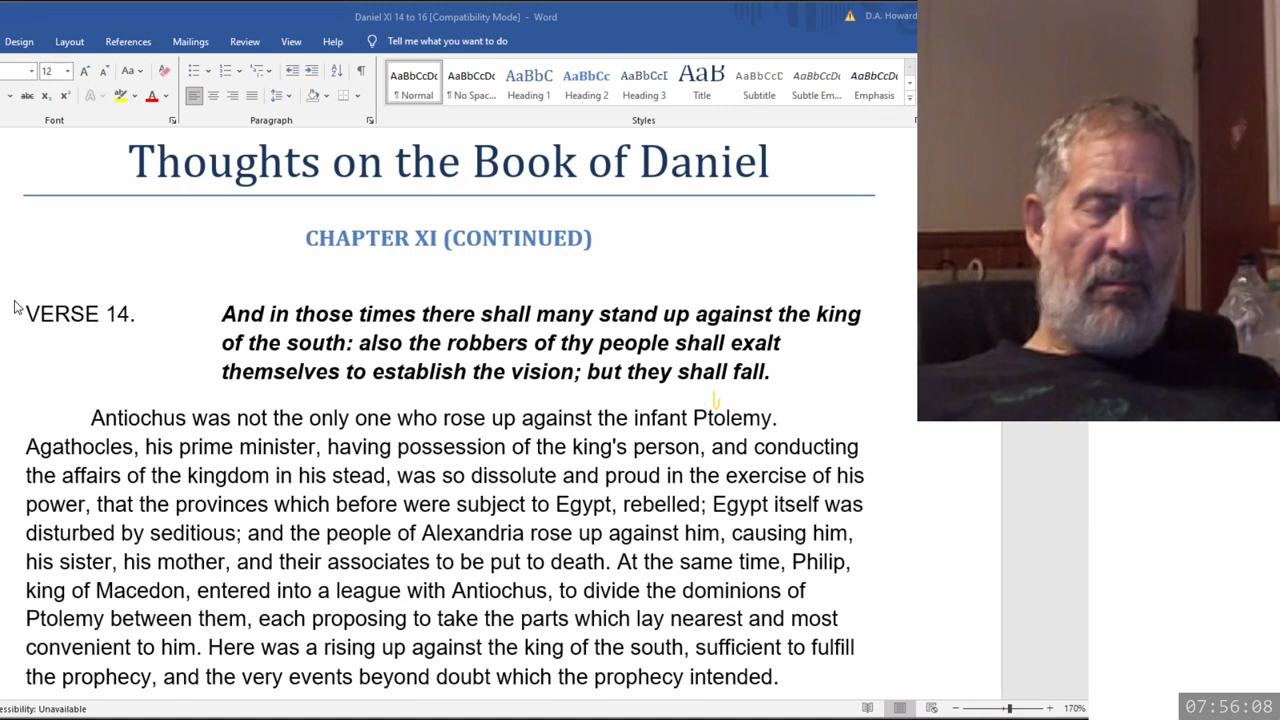 Daniel XI 14 to 16 [Compatibility Mode] - Word
D.A. Howard
Design Layout References Mailings Review View Help Tell me what you want to do
12 Aa
AaBbCcDc AaBbCcDc AaBbC AaBbCc AaBbCcI AaB AaBbCcD AaBbCcDt AaBbCcDt
¶ Normal ¶ No Spac... Heading 1 Heading 2 Heading 3 Title Subtitle Subtle Em... Emphasis
Font Paragraph Styles
Thoughts on the Book of Daniel
CHAPTER XI (CONTINUED)
VERSE 14. And in those times there shall many stand up against the king
of the south: also the robbers of thy people shall exalt
themselves to establish the vision; but they shall fall.
Antiochus was not the only one who rose up against the infant Ptolemy.
Agathocles, his prime minister, having possession of the king's person, and conducting
the affairs of the kingdom in his stead, was so dissolute and proud in the exercise of his
power, that the provinces which before were subject to Egypt, rebelled; Egypt itself was
disturbed by seditious; and the people of Alexandria rose up against him, causing him,
his sister, his mother, and their associates to be put to death. At the same time, Philip,
king of Macedon, entered into a league with Antiochus, to divide the dominions of
Ptolemy between them, each proposing to take the parts which lay nearest and most
convenient to him. Here was a rising up against the king of the south, sufficient to fulfill
the prophecy, and the very events beyond doubt which the prophecy intended.
essibility: Unavailable
170%
07:56:08